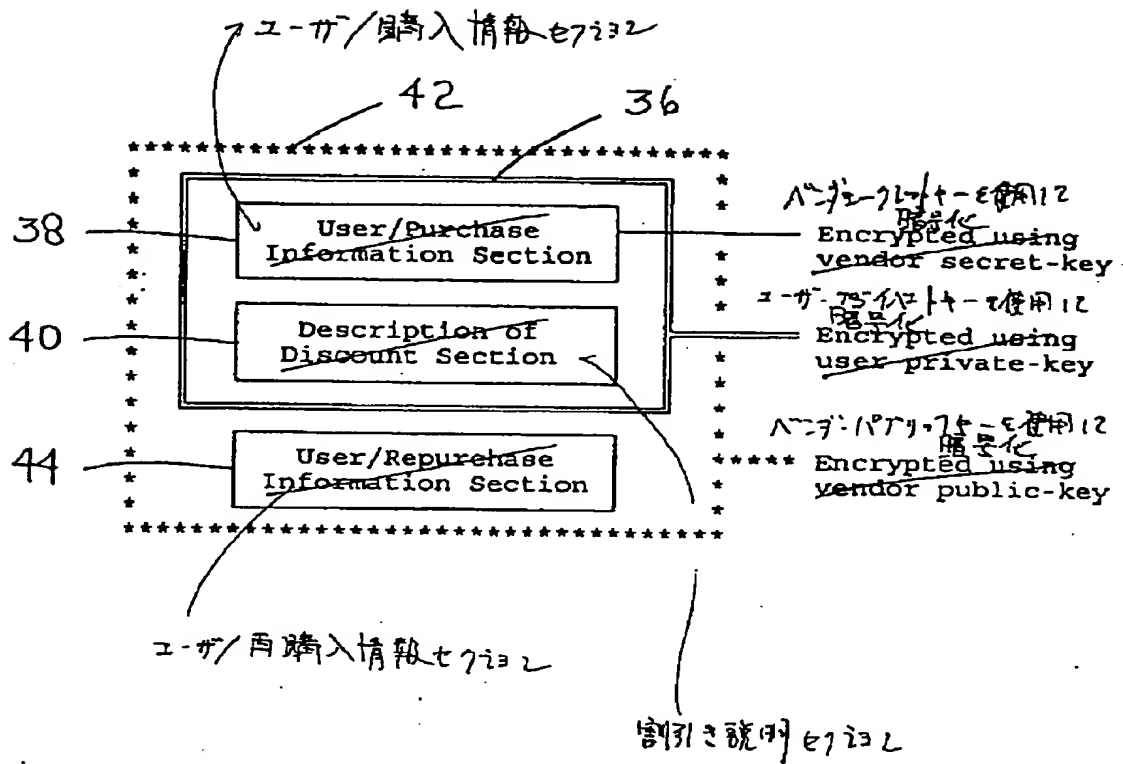 ユーザ/購入情報セクション
42
36
38
User/Purchase
Information Section
ベンダシークレットキーを使用して
暗号化
Encrypted using
vendor secret-key
40
Description of
Discount Section
ユーザープライベートキーを使用して
暗号化
Encrypted using
user private-key
44
User/Repurchase
Information Section
ベンダーパブリックキーを使用して
暗号化
Encrypted using
vendor public-key
ユーザ/再購入情報セクション
割引き説明セクション